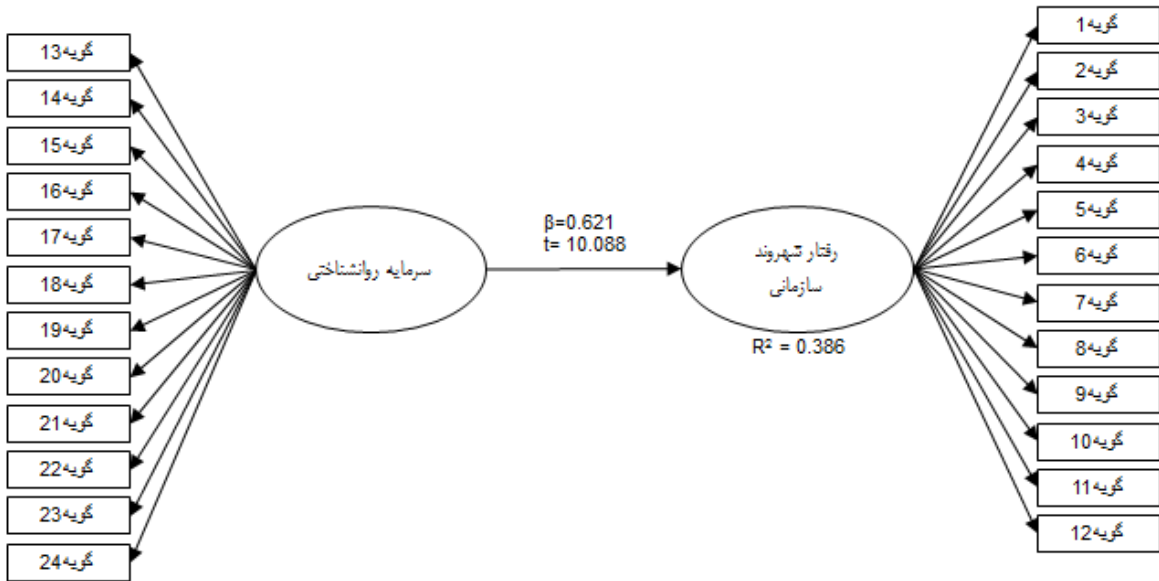 گویه13
گویه14
گویه15
گویه16
گویه17
گویه18
گویه19
گویه20
گویه21
گویه22
گویه23
گویه24
سرمایه روانشناختی
β=0.621
t= 10.088
رفتار شهروند
سازمانی
R² = 0.386
گویه1
گویه2
گویه3
گویه4
گویه5
گویه6
گویه7
گویه8
گویه9
گویه10
گویه11
گویه12